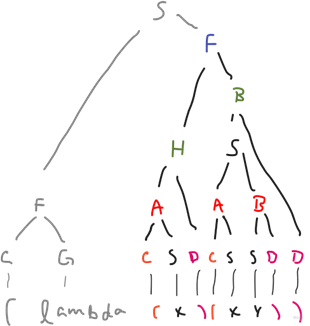 S
F
B
H S
F A A B
C G C S D C S S D D
( lambda ( x ) ( x y ) )